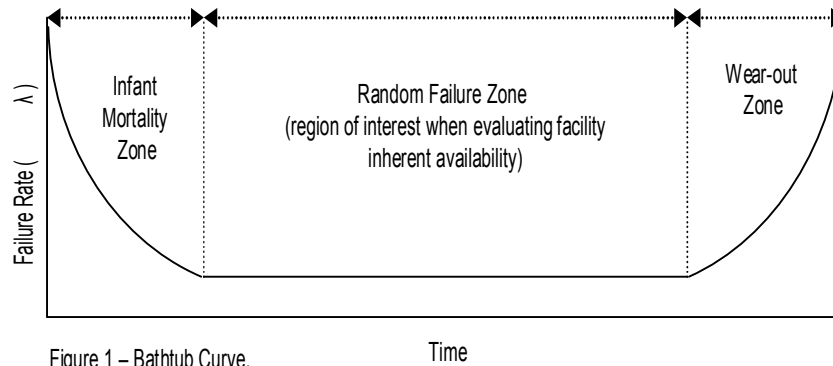 Infant
Mortality
Zone
Random Failure Zone
(region of interest when evaluating facility
inherent availability)
Wear-out
Zone
Failure Rate ( λ )
Time
Figure 1 – Bathtub Curve.